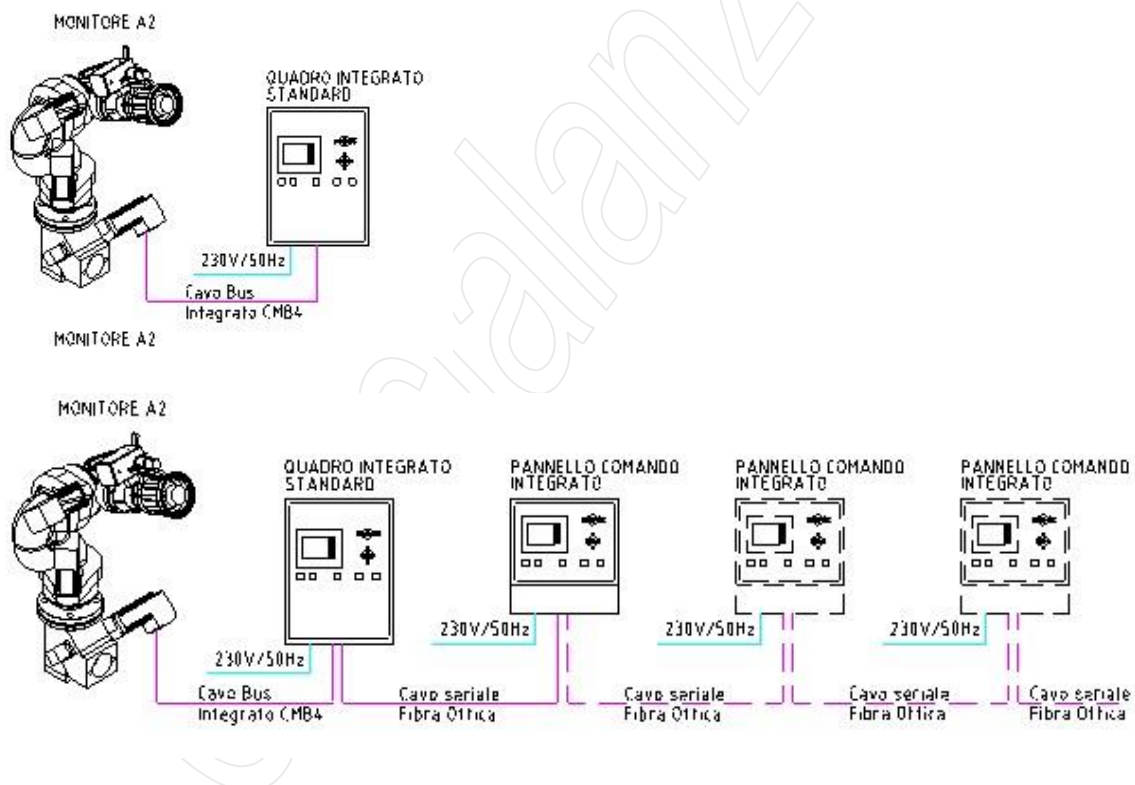 MONITORE A2
QUADRO INTEGRATO
STANDARD
230V/50Hz
Cavo Bus
Integrato CMB4
MONITORE A2
MONITORE A2
QUADRO INTEGRATO
STANDARD
PANNELLO COMANDO
INTEGRATO
PANNELLO COMANDO
INTEGRATO
PANNELLO COMANDO
INTEGRATO
230V/50Hz
230V/50Hz
230V/50Hz
230V/50Hz
Cavo Bus
Integrato CMB4
Cavo seriale
Fibra Ottica
Cavo seriale
Fibra Ottica
Cavo seriale
Fibra Ottica
Cavo seriale
Fibra Ottica